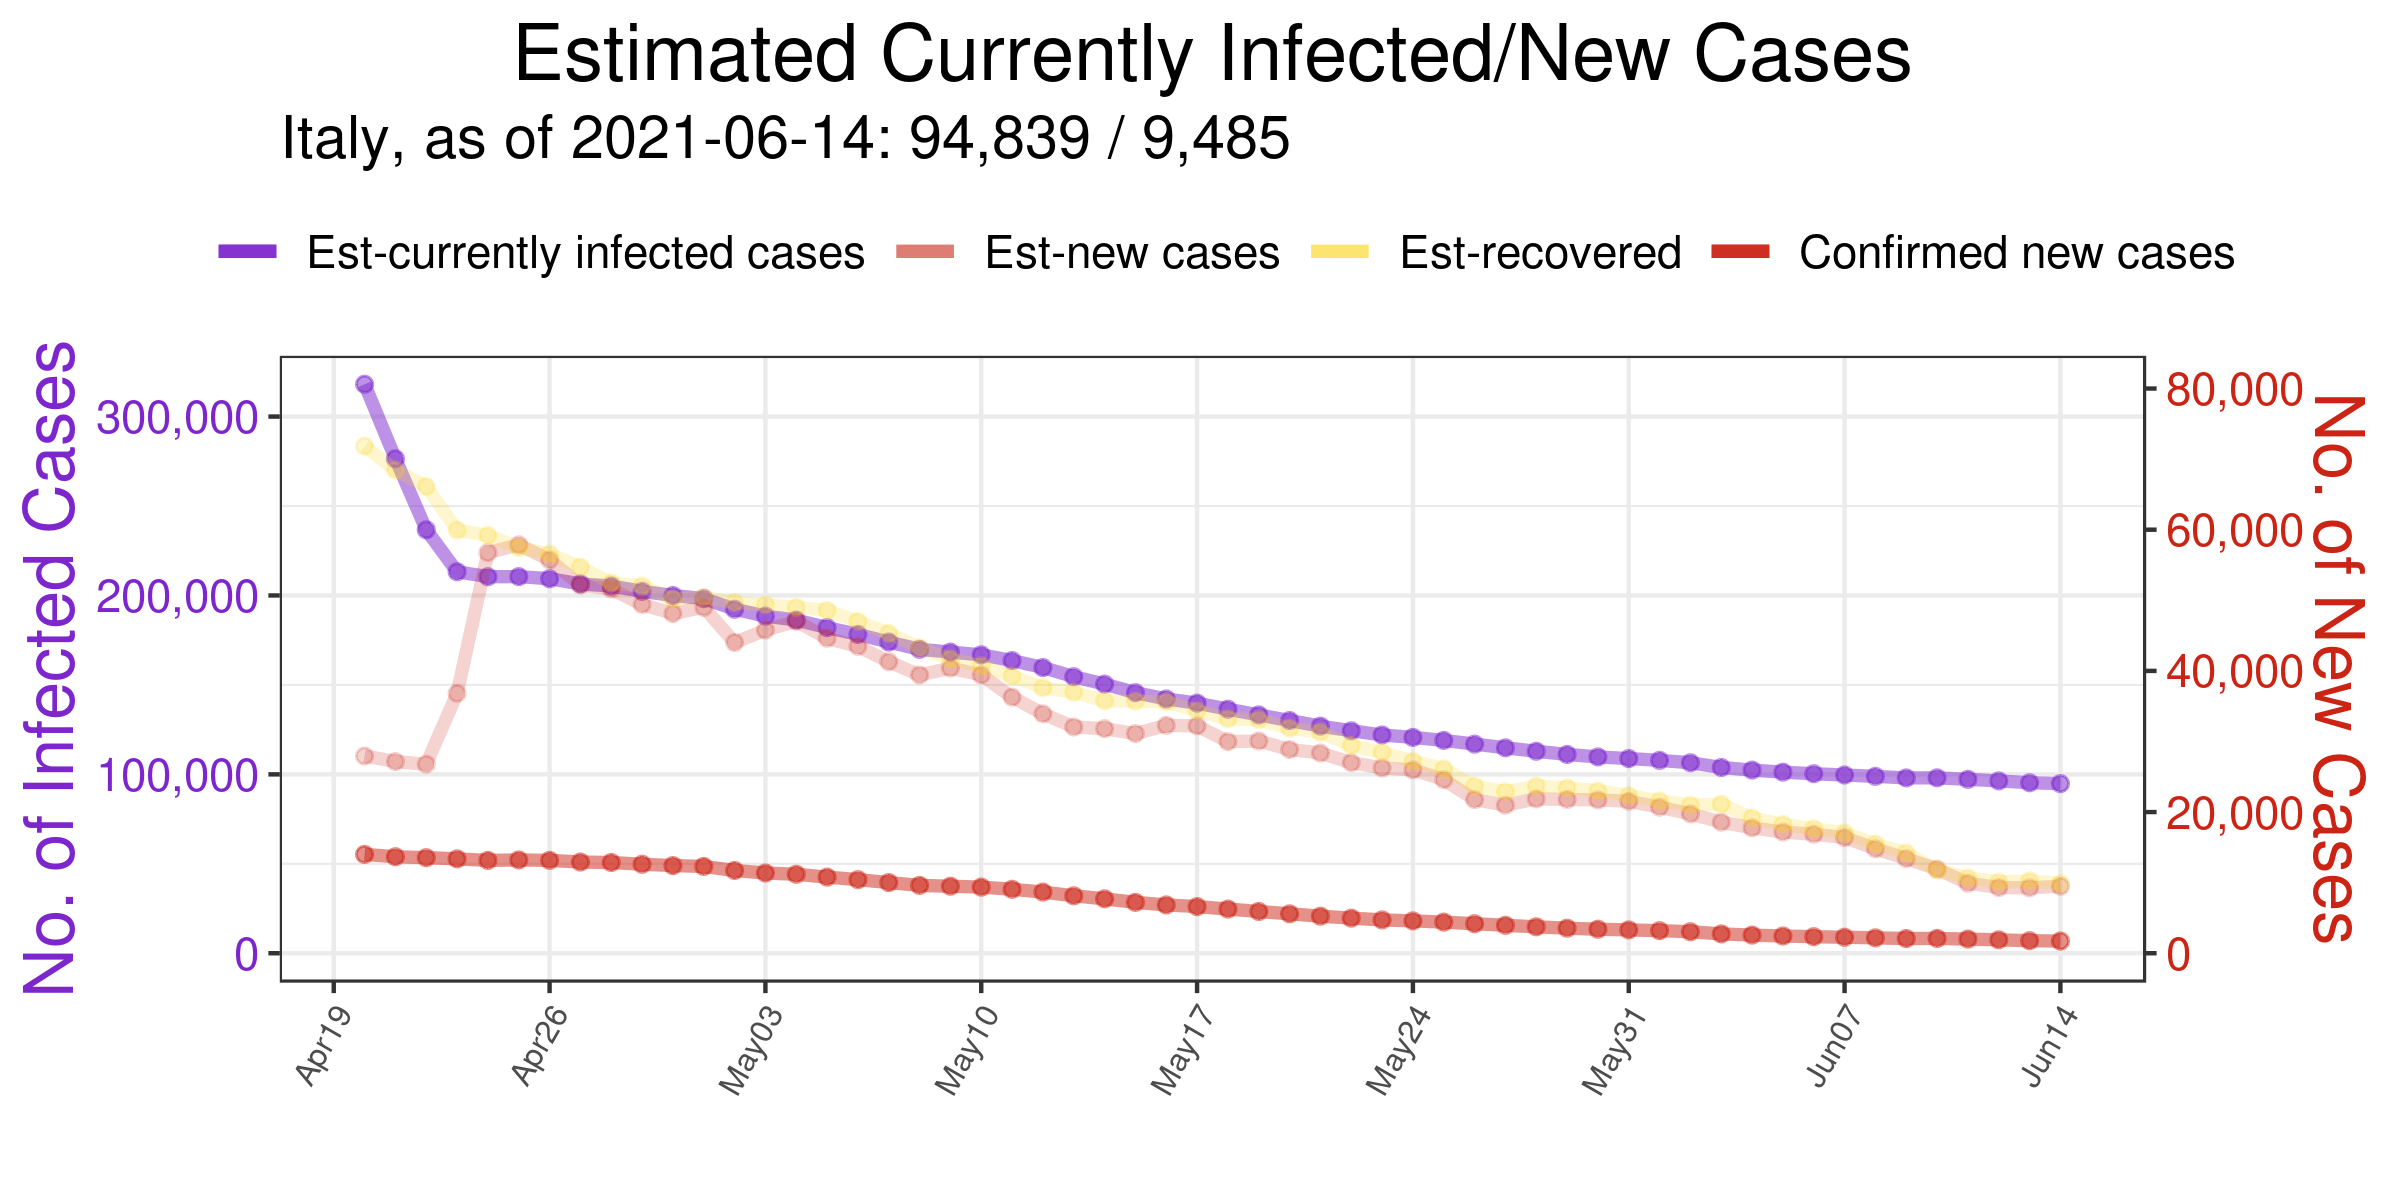 Estimated Currently Infected/New Cases
Italy, as of 2021-06-14: 94,839 / 9,485
Est-currently infected cases Est-new cases Est-recovered Confirmed new cases
No. of Infected Cases
300,000
200,000
100,000
0
80,000
60,000
40,000
20,000
0
No. of New Cases
Apr19 Apr26 May03 May10 May17 May24 May31 Jun07 Jun14